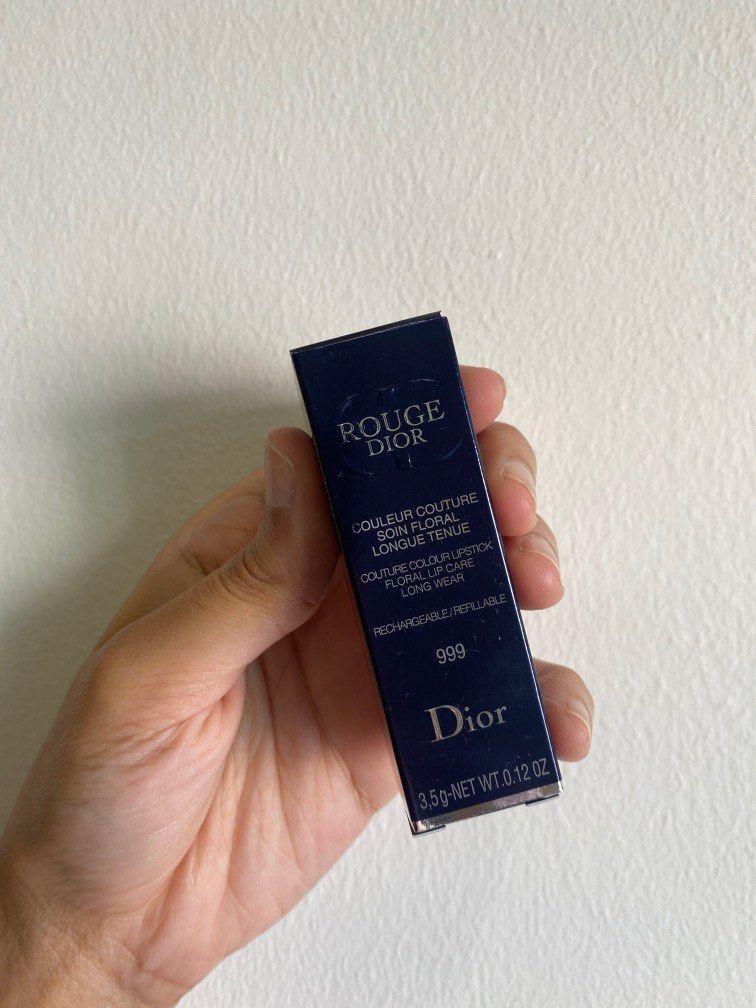 ROUGE
DIOR
COULEUR COUTURE
SOIN FLORAL
LONGUE TENUE
COUTURE COLOUR LIPSTICK
FLORAL LIP CARE
LONG WEAR
RECHARGEABLE/REFILLABLE
999
Dior
3,5g-NET WT.0.12 OZ